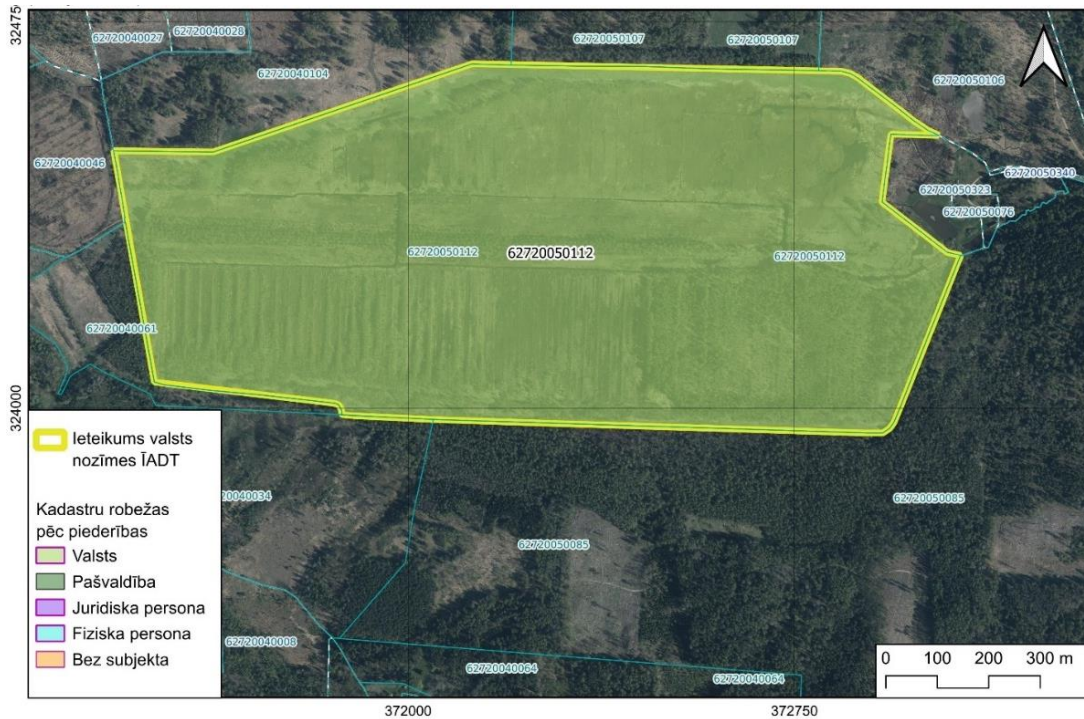 32475
62720040027
62720040028
62720050107
62720050107
62720040104
62720050106
62720040046
62720050340
62720050323
62720050076
62720050112
62720050112
62720050112
62720040061
324000
Ieteikums valsts
nozīmes ĪADT
Kadastru robežas
pēc piederības
Valsts
Pašvaldība
Juridiska persona
Fiziska persona
Bez subjekta
2040034
62720050085
62720050085
62720040008
62720040064
62720040064
0 100 200 300 m
372000
372750